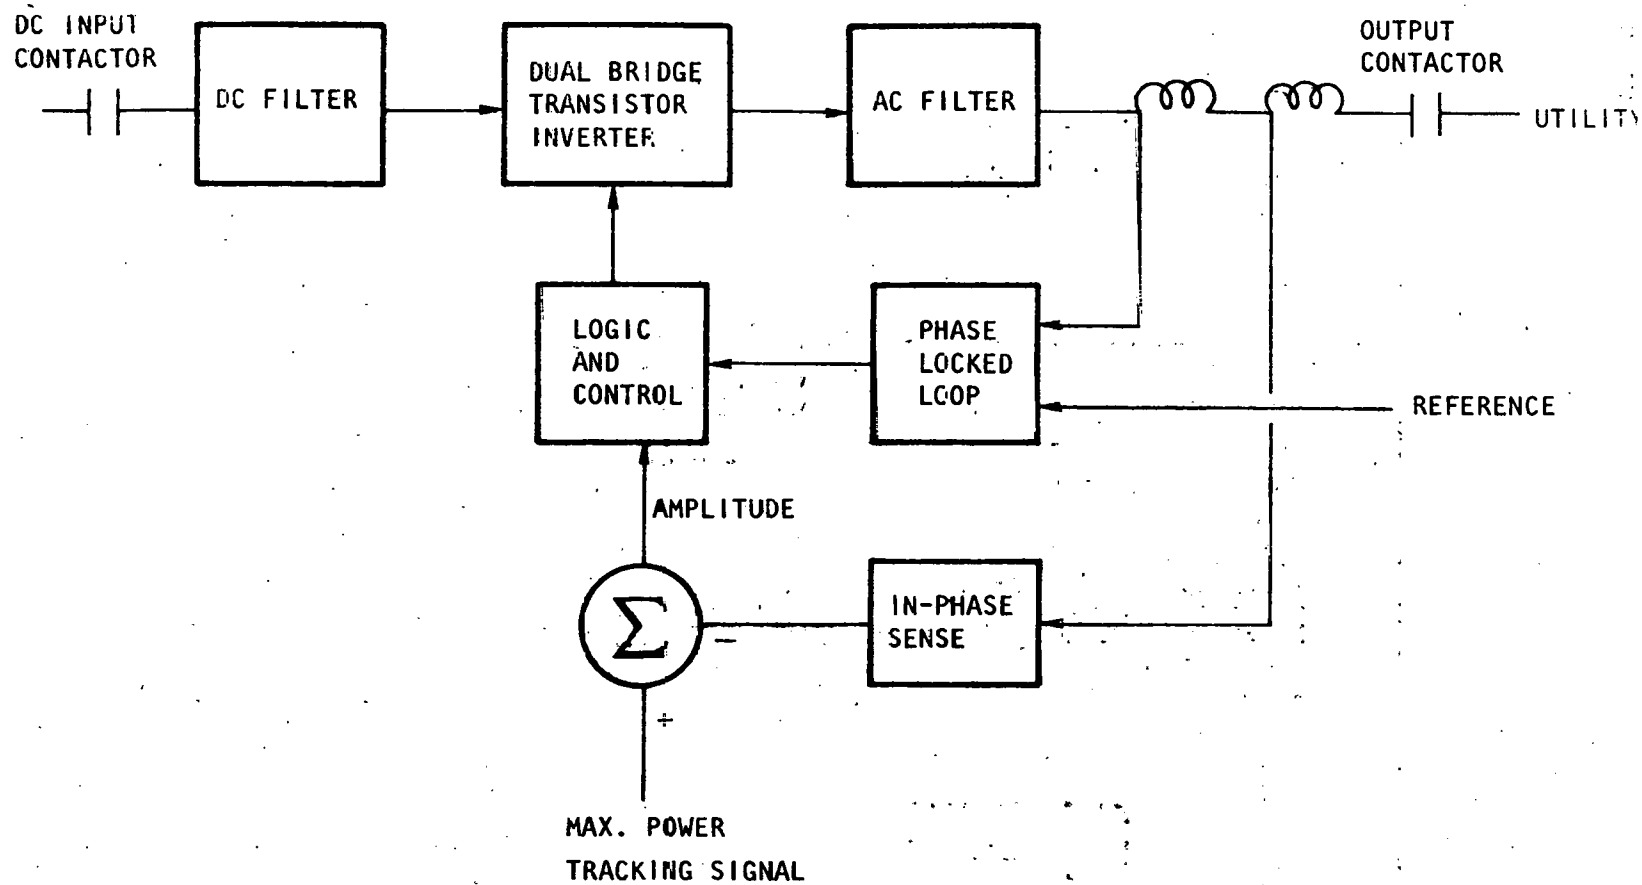 DC INPUT
CONTACTOR
DC FILTER
DUAL BRIDGE
TRANSISTOR
INVERTER
AC FILTER
OUTPUT
CONTACTOR
UTILITY
LOGIC
AND
CONTROL
PHASE
LOCKED
LOOP
REFERENCE
AMPLITUDE
Σ
−
+
IN-PHASE
SENSE
MAX. POWER
TRACKING SIGNAL